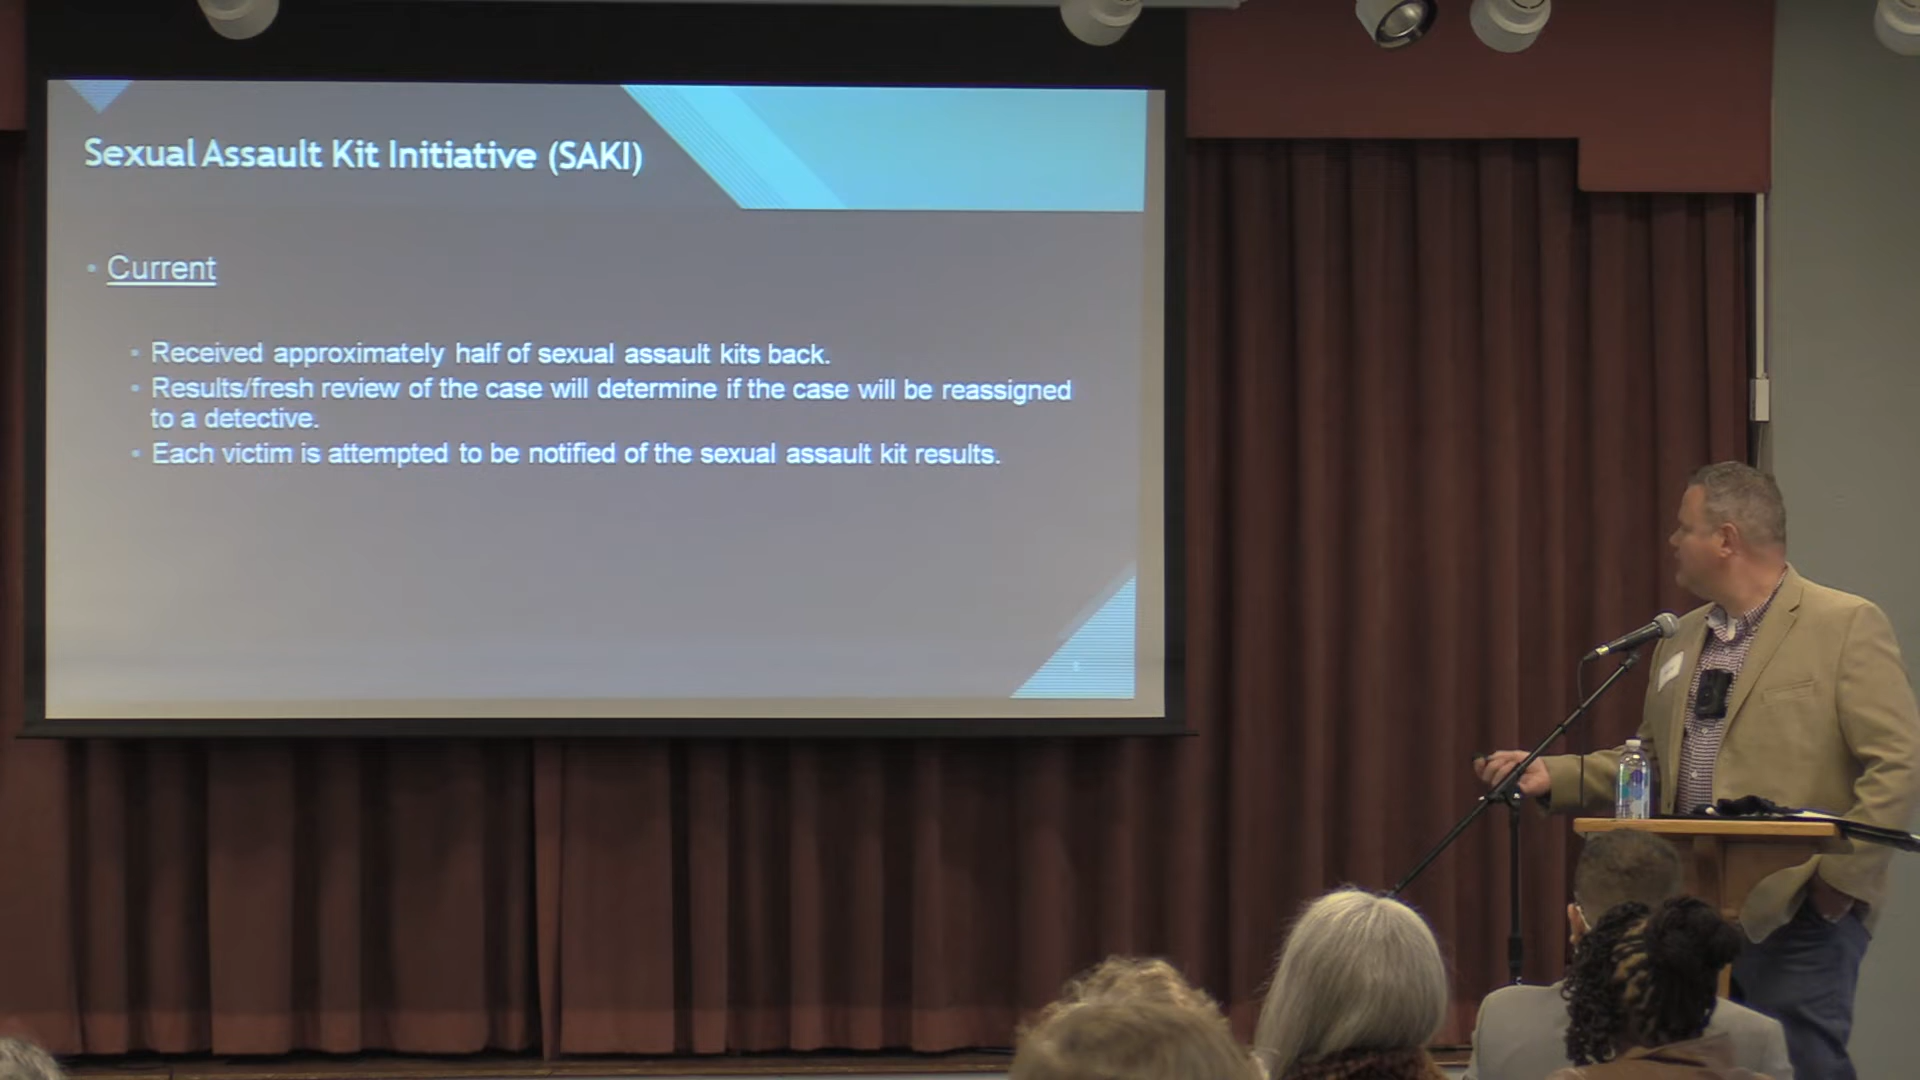 Sexual Assault Kit Initiative (SAKI)
• Current
• Received approximately half of sexual assault kits back.
• Results/fresh review of the case will determine if the case will be reassigned
to a detective.
• Each victim is attempted to be notified of the sexual assault kit results.